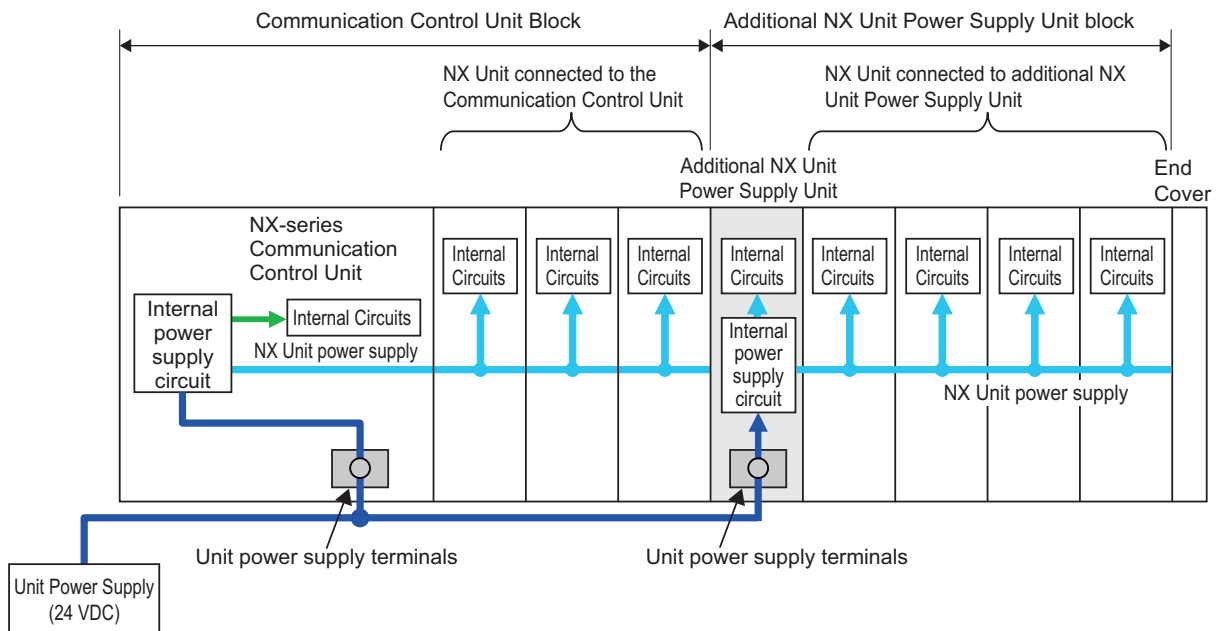 Communication Control Unit Block
Additional NX Unit Power Supply Unit block
NX Unit connected to the
Communication Control Unit
NX Unit connected to additional NX
Unit Power Supply Unit
Additional NX Unit
Power Supply Unit
End
Cover
NX-series
Communication
Control Unit
Internal
Circuits
Internal
Circuits
Internal
Circuits
Internal
Circuits
Internal
Circuits
Internal
Circuits
Internal
Circuits
Internal
Circuits
Internal
power
supply
circuit
Internal Circuits
NX Unit power supply
Internal
power
supply
circuit
NX Unit power supply
Unit power supply terminals
Unit power supply terminals
Unit Power Supply
(24 VDC)